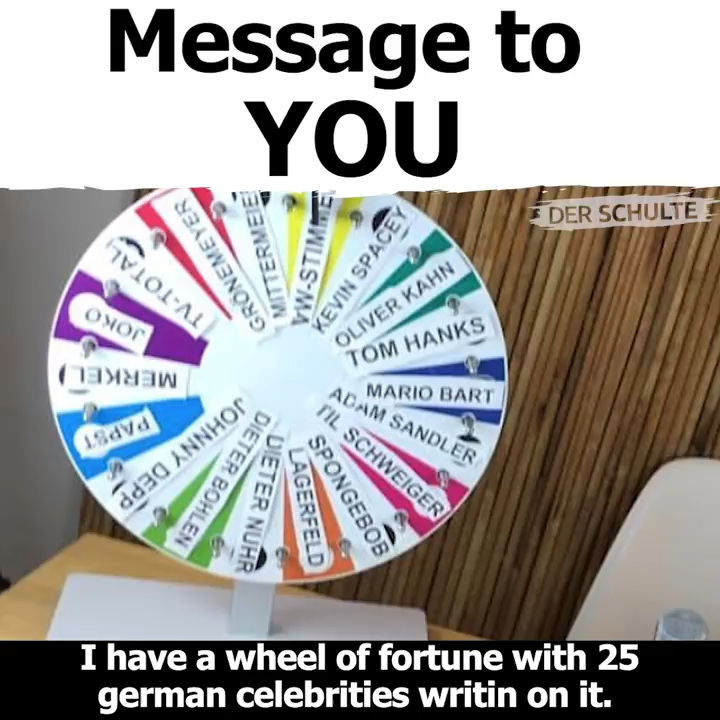 Message to
YOU
DER SCHULTE
GRÖNEMEYER
MITTERMEIER
VW-STIMME
KEVIN SPACEY
OLIVER KAHN
TOM HANKS
MARIO BART
ADAM SANDLER
TIL SCHWEIGER
SPONGEBOB
LAGERFELD
DIETER NUHR
DIETER BOHLEN
JOHNNY DEPP
PAPST
MERKEL
JOKO
TV-TOTAL
I have a wheel of fortune with 25
german celebrities writin on it.